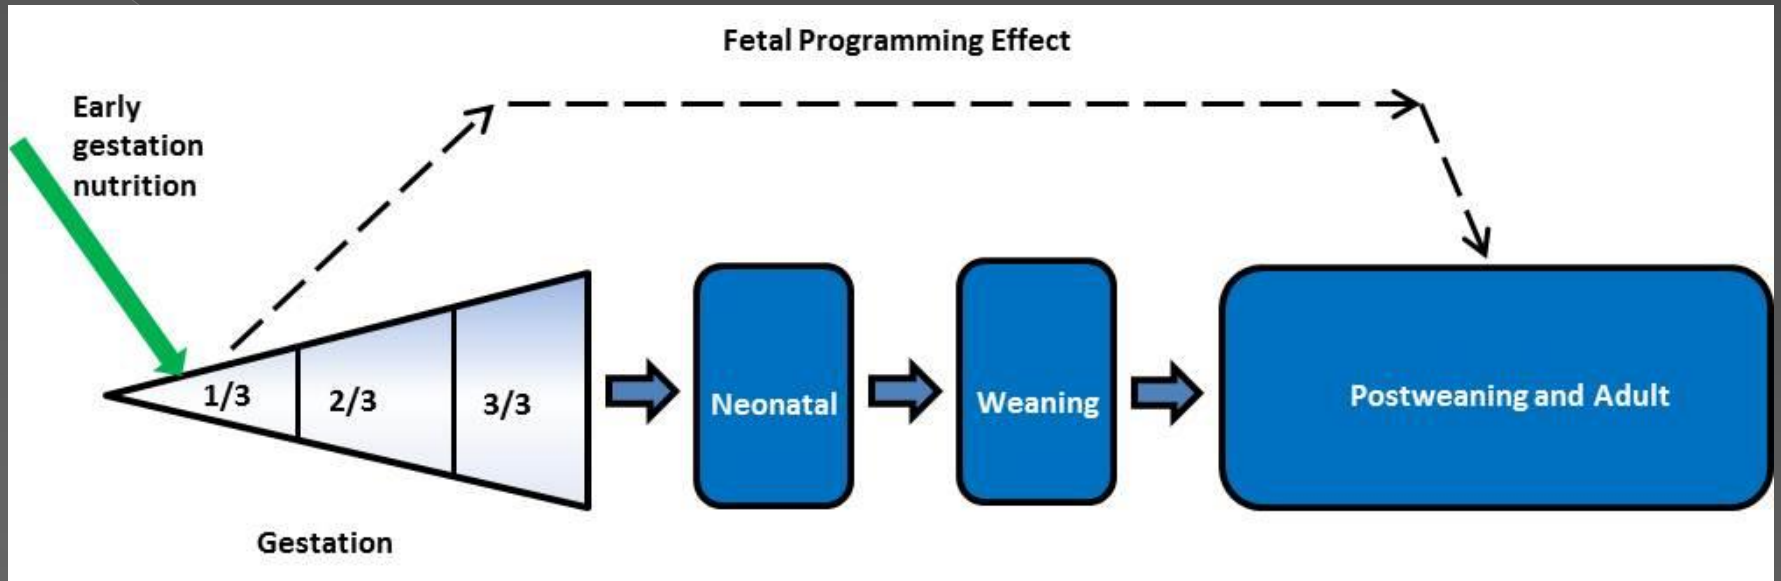 Fetal Programming Effect
Early
gestation
nutrition
1/3
2/3
3/3
Neonatal
Weaning
Postweaning and Adult
Gestation